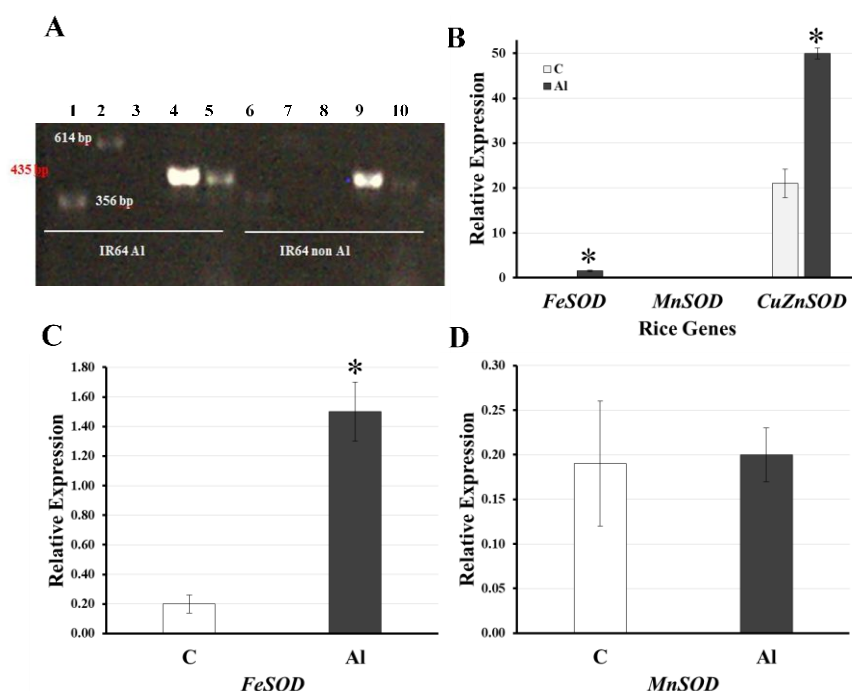 A
1 2 3 4 5 6 7 8 9 10
614 bp
435 bp
356 bp
IR64 Al
IR64 non Al
B
Relative Expression
50
40
30
20
10
0
C
Al
*
*
FeSOD MnSOD CuZnSOD
Rice Genes
C
Relative Expression
1.80
1.60
1.40
1.20
1.00
0.80
0.60
0.40
0.20
0.00
*
C Al
FeSOD
D
Relative Expression
0.30
0.25
0.20
0.15
0.10
0.05
0.00
C Al
MnSOD